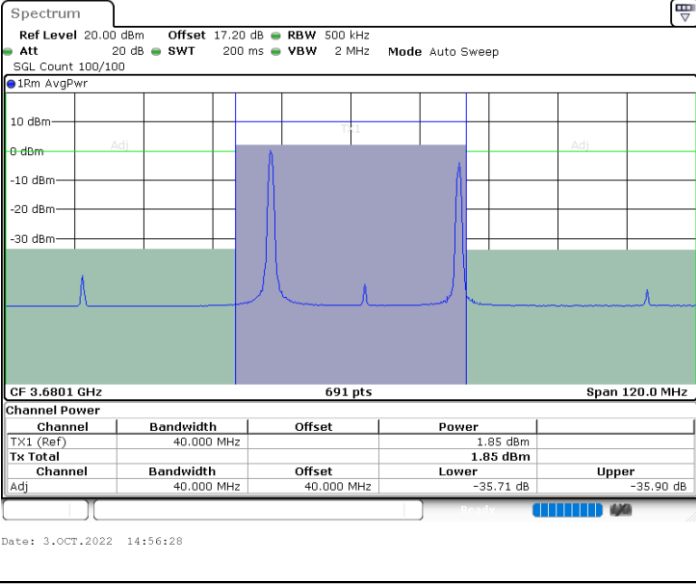 Spectrum
Ref Level 20.00 dBm Offset 17.20 dB RBW 500 kHz
Att 20 dB SWT 200 ms VBW 2 MHz Mode Auto Sweep
SGL Count 100/100
1Rm AvgPwr
10 dBm
0 dBm
-10 dBm
-20 dBm
-30 dBm
Adj
Tx1
Adj
CF 3.6801 GHz 691 pts Span 120.0 MHz
Channel Power
Channel Bandwidth Offset Power
TX1 (Ref) 40.000 MHz 1.85 dBm
Tx Total 1.85 dBm
Channel Bandwidth Offset Lower Upper
Adj 40.000 MHz 40.000 MHz -35.71 dB -35.90 dB
Ready
Date: 3.OCT.2022 14:56:28